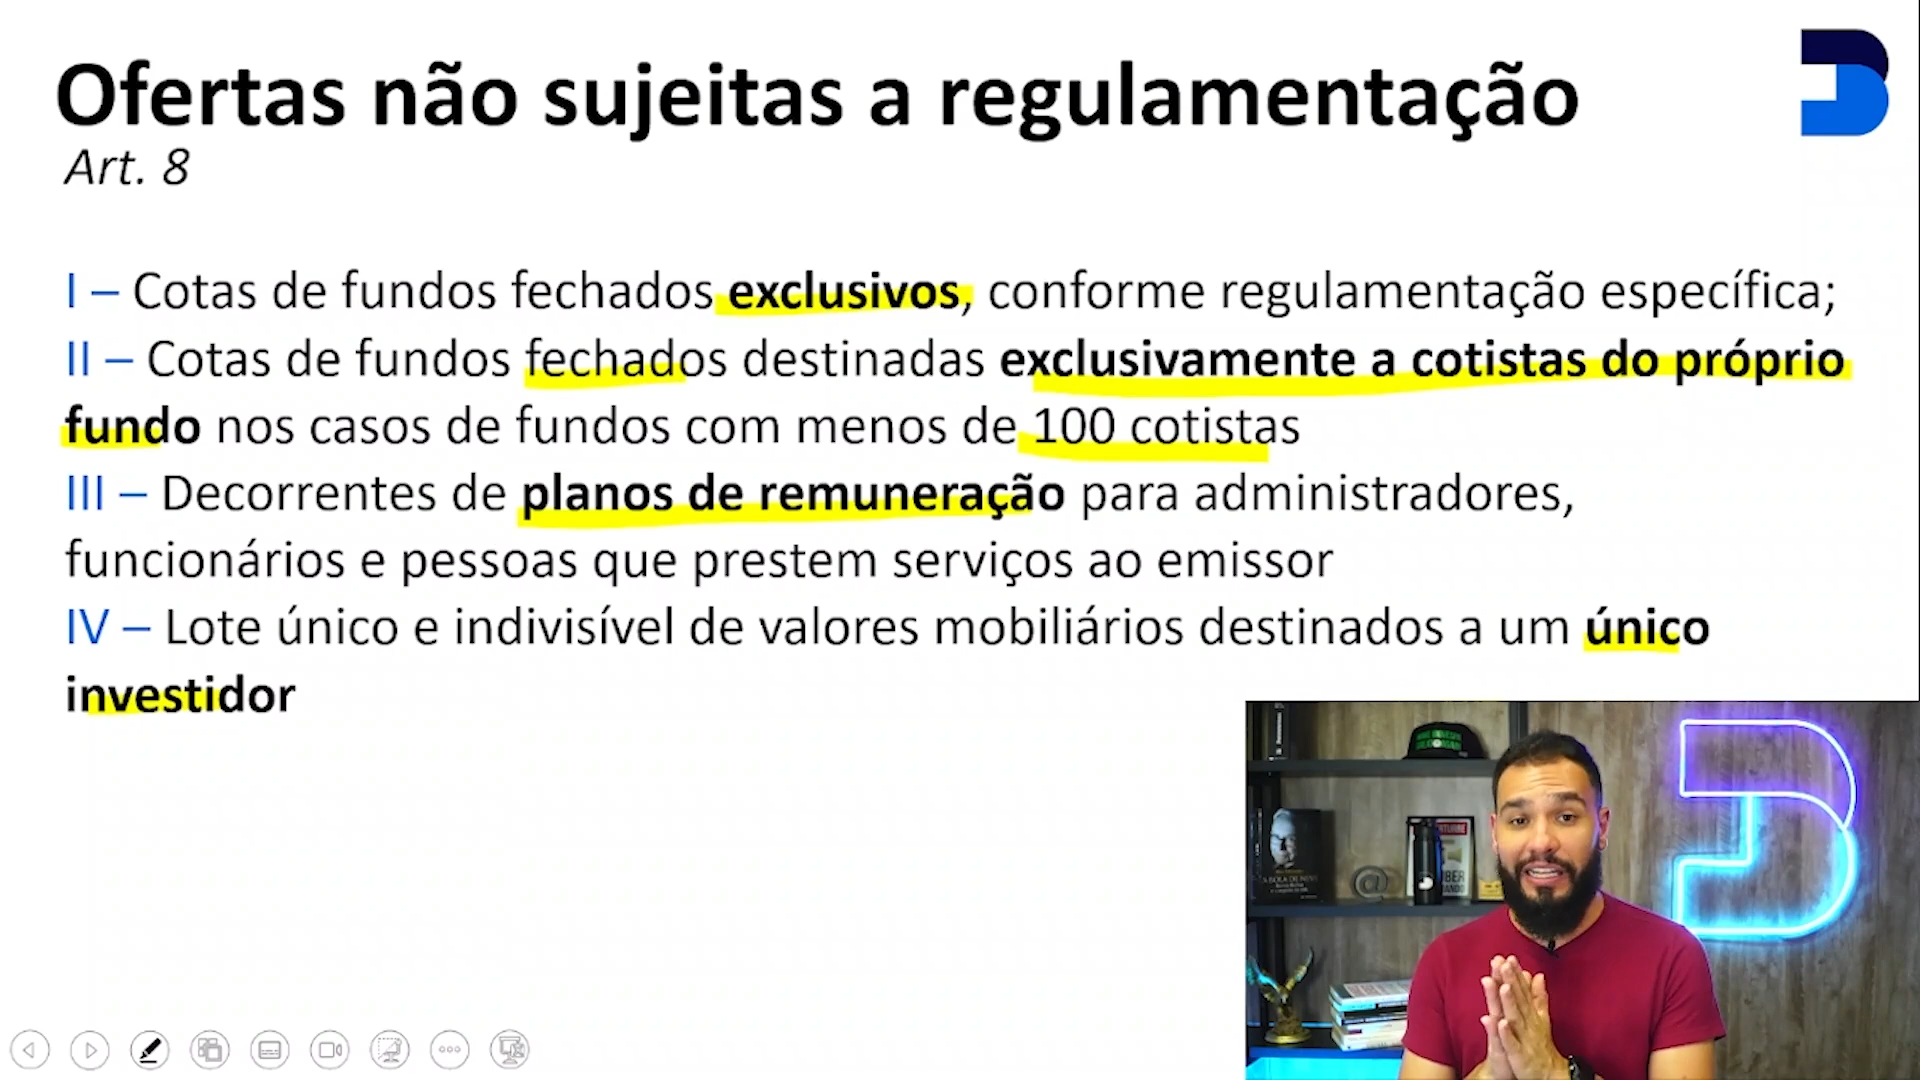 Ofertas não sujeitas a regulamentação
Art. 8
I – Cotas de fundos fechados exclusivos, conforme regulamentação específica;
II – Cotas de fundos fechados destinadas exclusivamente a cotistas do próprio
fundo nos casos de fundos com menos de 100 cotistas
III – Decorrentes de planos de remuneração para administradores,
funcionários e pessoas que prestem serviços ao emissor
IV – Lote único e indivisível de valores mobiliários destinados a um único
investidor